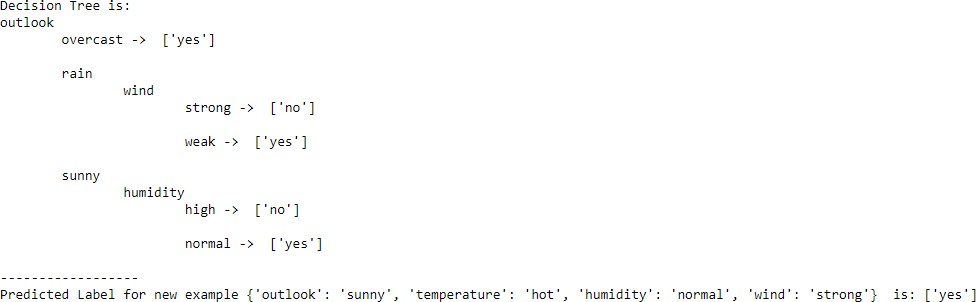 Decision Tree is:
outlook
overcast -> ['yes']
rain
wind
strong -> ['no']
weak -> ['yes']
sunny
humidity
high -> ['no']
normal -> ['yes']
------------------
Predicted Label for new example {'outlook': 'sunny', 'temperature': 'hot', 'humidity': 'normal', 'wind': 'strong'} is: ['yes']